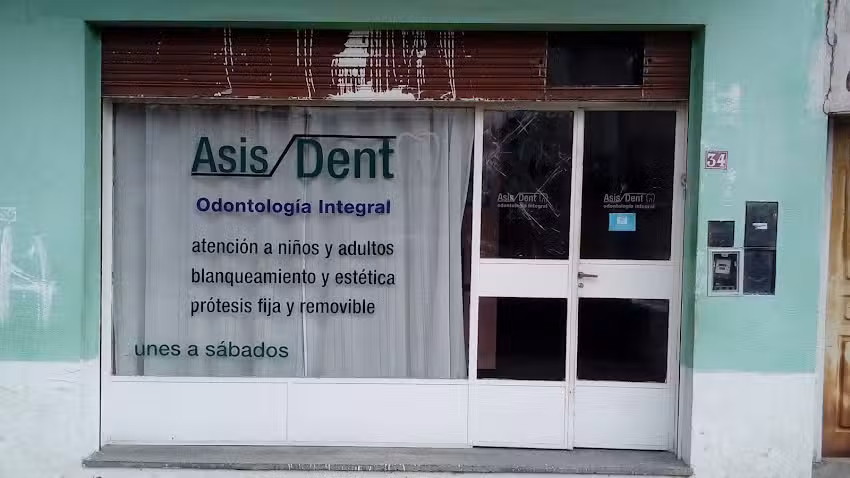 Asis/Dent
Odontología Integral
atención a niños y adultos
blanqueamiento y estética
prótesis fija y removible
unes a sábados
Asis/Dent
odontología integral
Asis/Dent
odontología integral
34